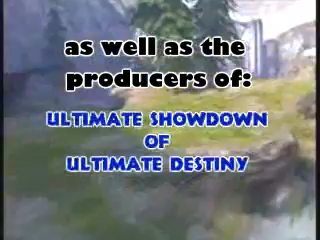 as well as the
producers of:
ULTIMATE SHOWDOWN
OF
ULTIMATE DESTINY